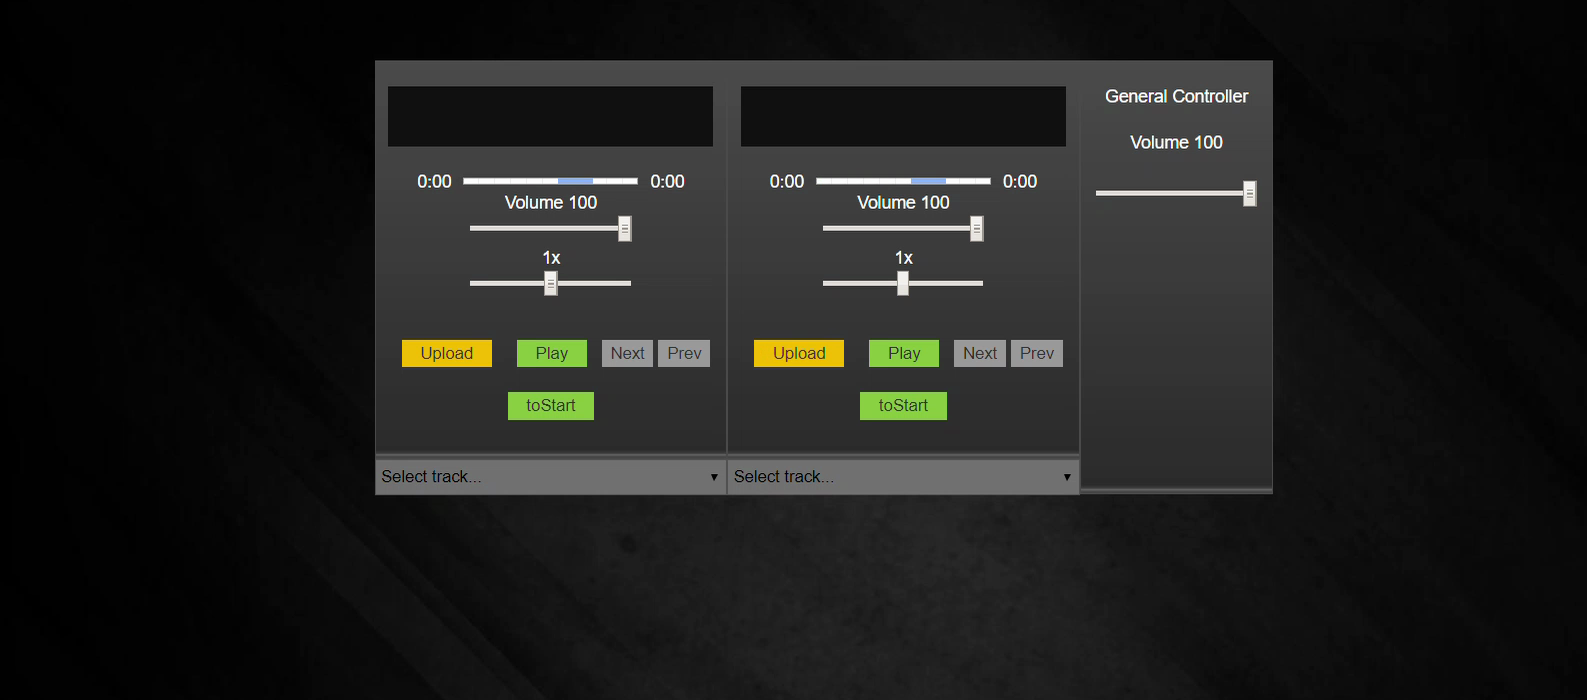 General Controller
Volume 100
0:00 0:00
Volume 100
1x
Upload Play Next Prev
toStart
Select track...
0:00 0:00
Volume 100
1x
Upload Play Next Prev
toStart
Select track...